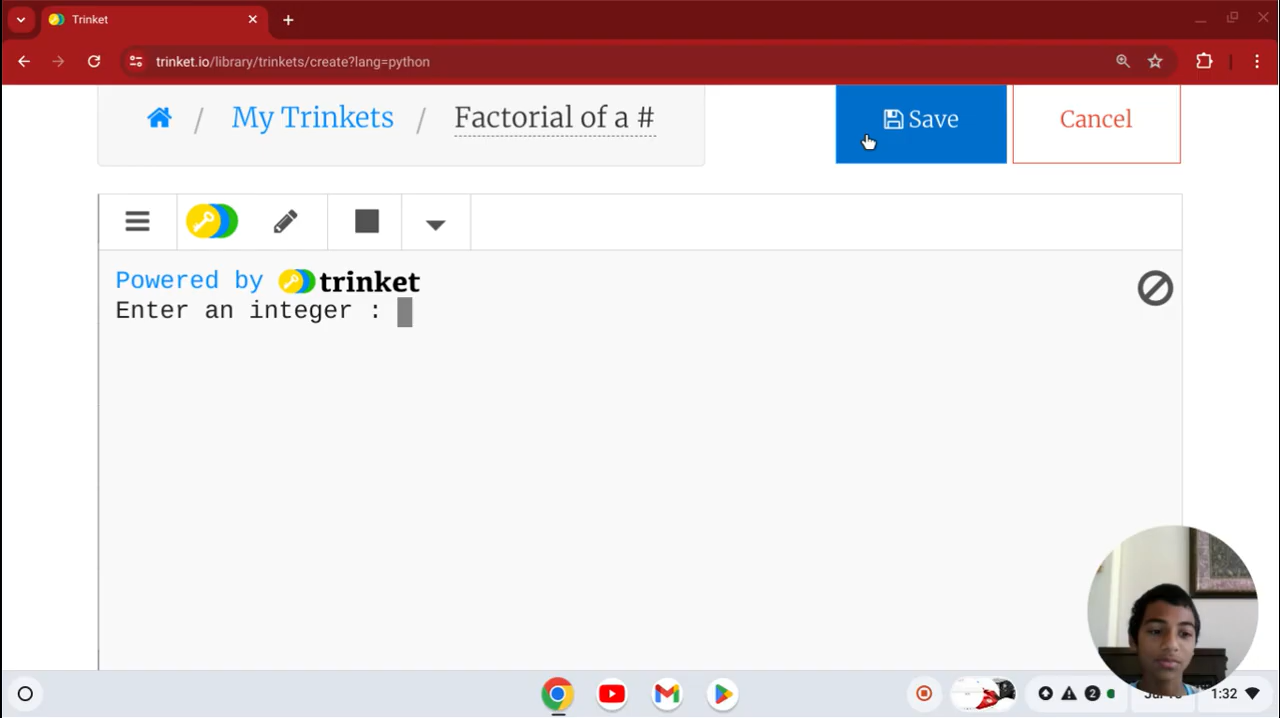 Trinket
trinket.io/library/trinkets/create?lang=python
/ My Trinkets / Factorial of a #
Save
Cancel
Powered by trinket
Enter an integer :
2
1:32